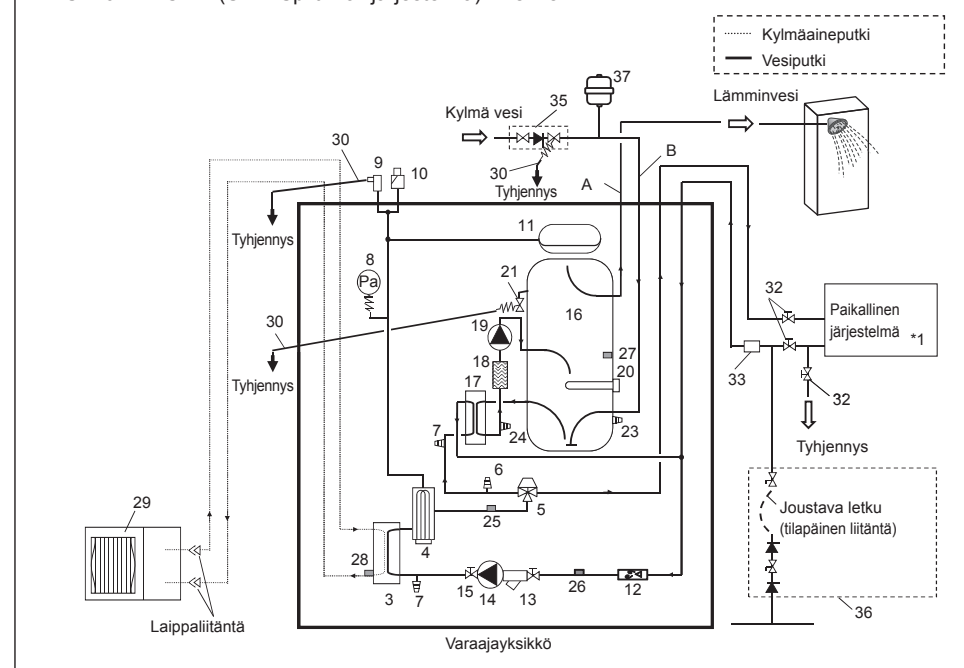 Kylmäaineputki
Vesiputki
37
Kylmä vesi
35
Lämminvesi
30
9
10
30
Tyhjennys
A
B
Tyhjennys
11
8
Pa
21
16
32
Paikallinen
järjestelmä *1
30
19
27
33
18
20
Tyhjennys
17
32
7
24
23
Tyhjennys
6
5
25
29
Joustava letku
(tilapäinen liitäntä)
28
4
3
7
15
14
13
26
12
36
Laippaliitäntä
Varaajayksikkö